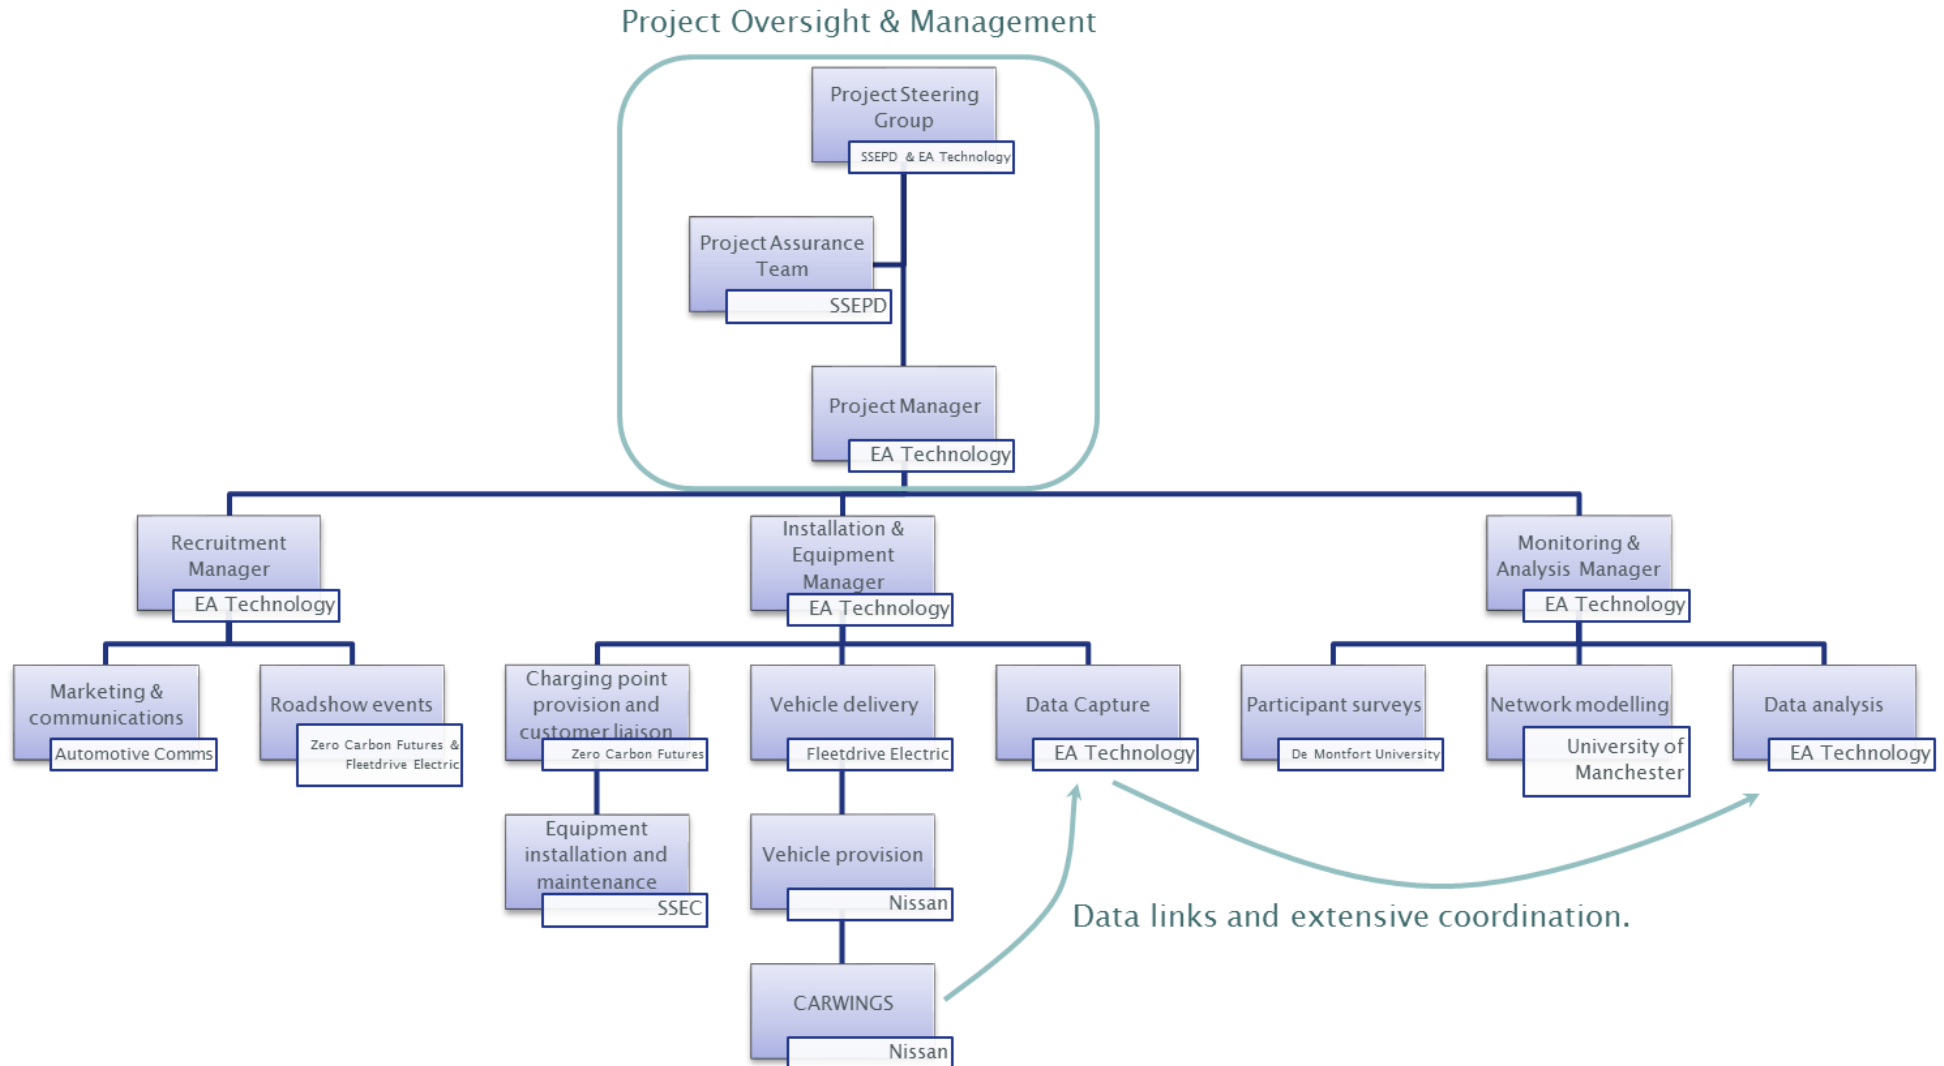 Project Oversight & Management
Project Steering
Group
SSEPD & EA Technology
Project Assurance
Team
SSEPD
Project Manager
EA Technology
Recruitment
Manager
EA Technology
Installation &
Equipment
Manager
EA Technology
Monitoring &
Analysis Manager
EA Technology
Marketing &
communications
Automotive Comms
Roadshow events
Zero Carbon Futures &
Fleetdrive Electric
Charging point
provision and
customer liaison
Zero Carbon Futures
Vehicle delivery
Fleetdrive Electric
Data Capture
EA Technology
Participant surveys
De Montfort University
Network modelling
University of
Manchester
Data analysis
EA Technology
Equipment
installation and
maintenance
SSEC
Vehicle provision
Nissan
Data links and extensive coordination.
CARWINGS
Nissan